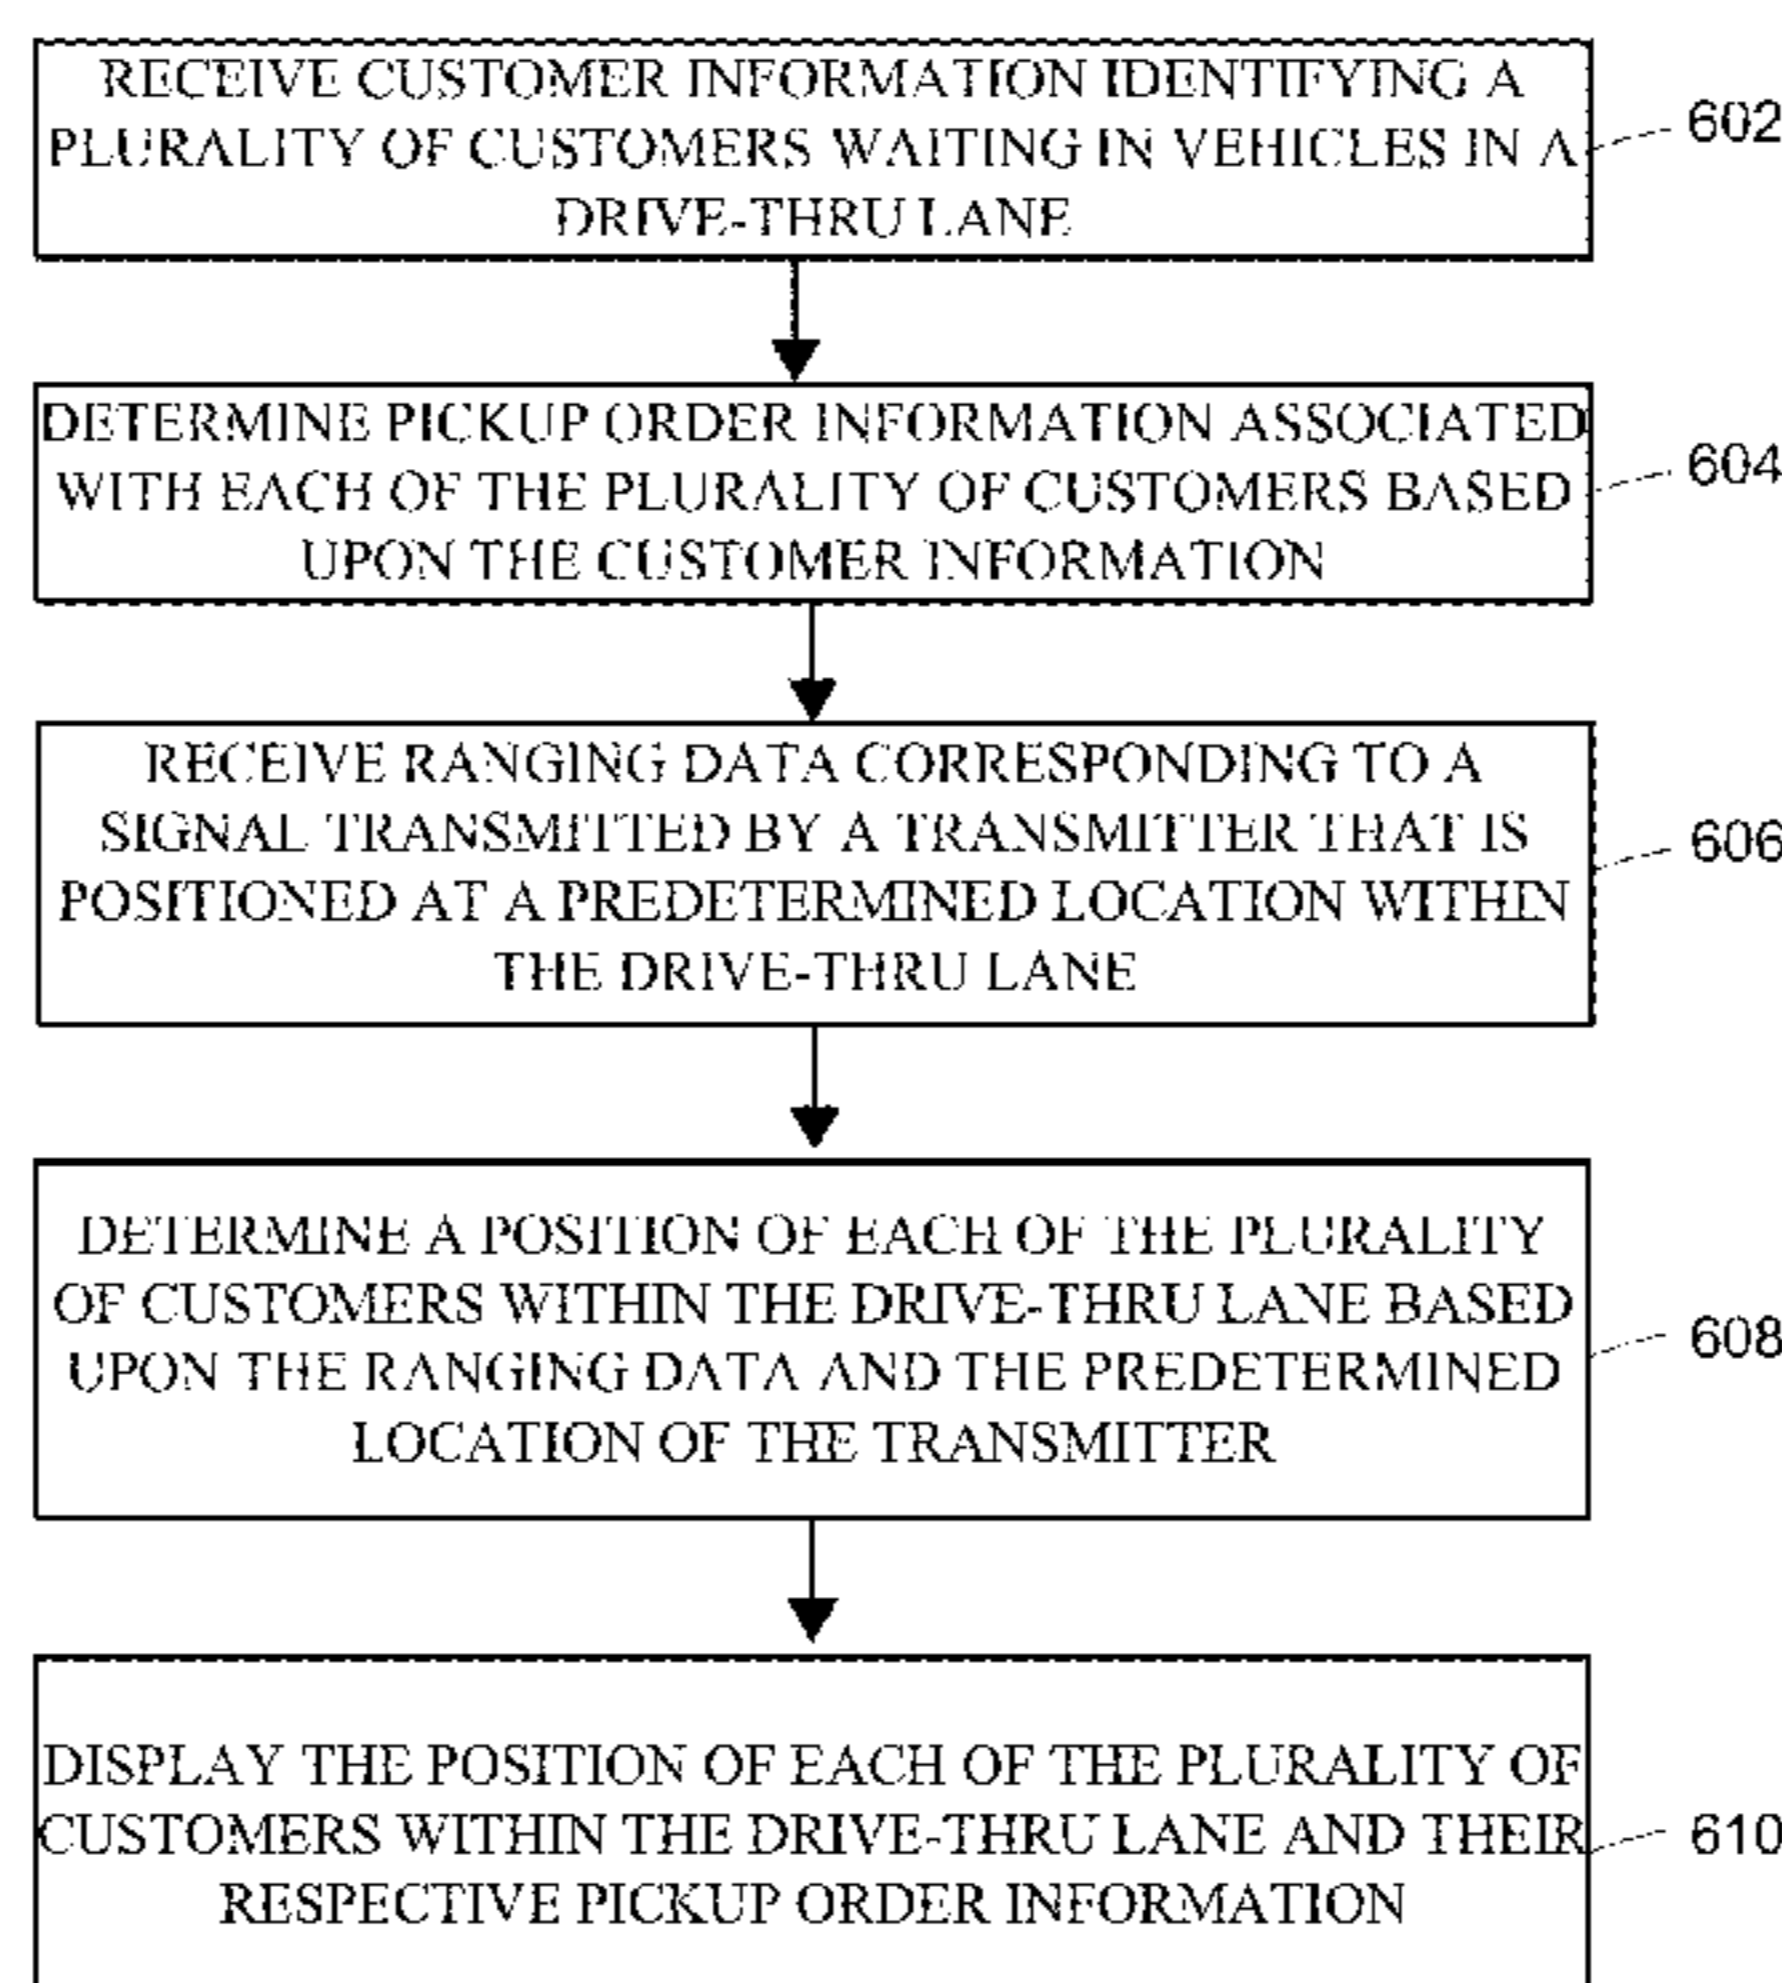 RECEIVE CUSTOMER INFORMATION IDENTIFYING A
PLURALITY OF CUSTOMERS WAITING IN VEHICLES IN A
DRIVE-THRU LANE
602
DETERMINE PICKUP ORDER INFORMATION ASSOCIATED
WITH EACH OF THE PLURALITY OF CUSTOMERS BASED
UPON THE CUSTOMER INFORMATION
604
RECEIVE RANGING DATA CORRESPONDING TO A
SIGNAL TRANSMITTED BY A TRANSMITTER THAT IS
POSITIONED AT A PREDETERMINED LOCATION WITHIN
THE DRIVE-THRU LANE
606
DETERMINE A POSITION OF EACH OF THE PLURALITY
OF CUSTOMERS WITHIN THE DRIVE-THRU LANE BASED
UPON THE RANGING DATA AND THE PREDETERMINED
LOCATION OF THE TRANSMITTER
608
DISPLAY THE POSITION OF EACH OF THE PLURALITY OF
CUSTOMERS WITHIN THE DRIVE-THRU LANE AND THEIR
RESPECTIVE PICKUP ORDER INFORMATION
610